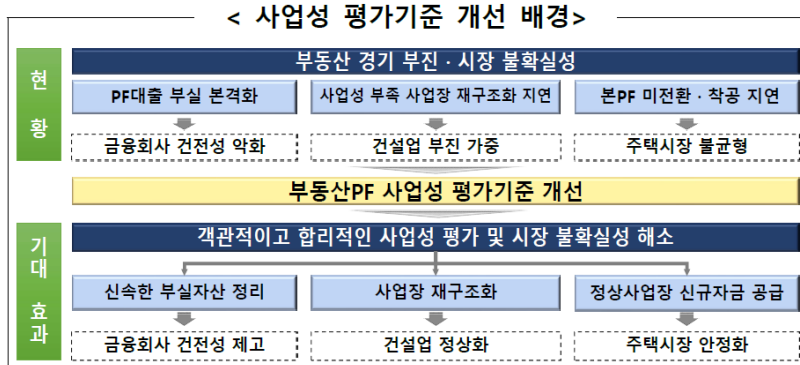 < 사업성 평가기준 개선 배경>
현황
부동산 경기 부진 · 시장 불확실성
PF대출 부실 본격화
사업성 부족 사업장 재구조화 지연
본PF 미전환 · 착공 지연
금융회사 건전성 악화
건설업 부진 가중
주택시장 불균형
부동산PF 사업성 평가기준 개선
기대 효과
객관적이고 합리적인 사업성 평가 및 시장 불확실성 해소
신속한 부실자산 정리
사업장 재구조화
정상사업장 신규자금 공급
금융회사 건전성 제고
건설업 정상화
주택시장 안정화